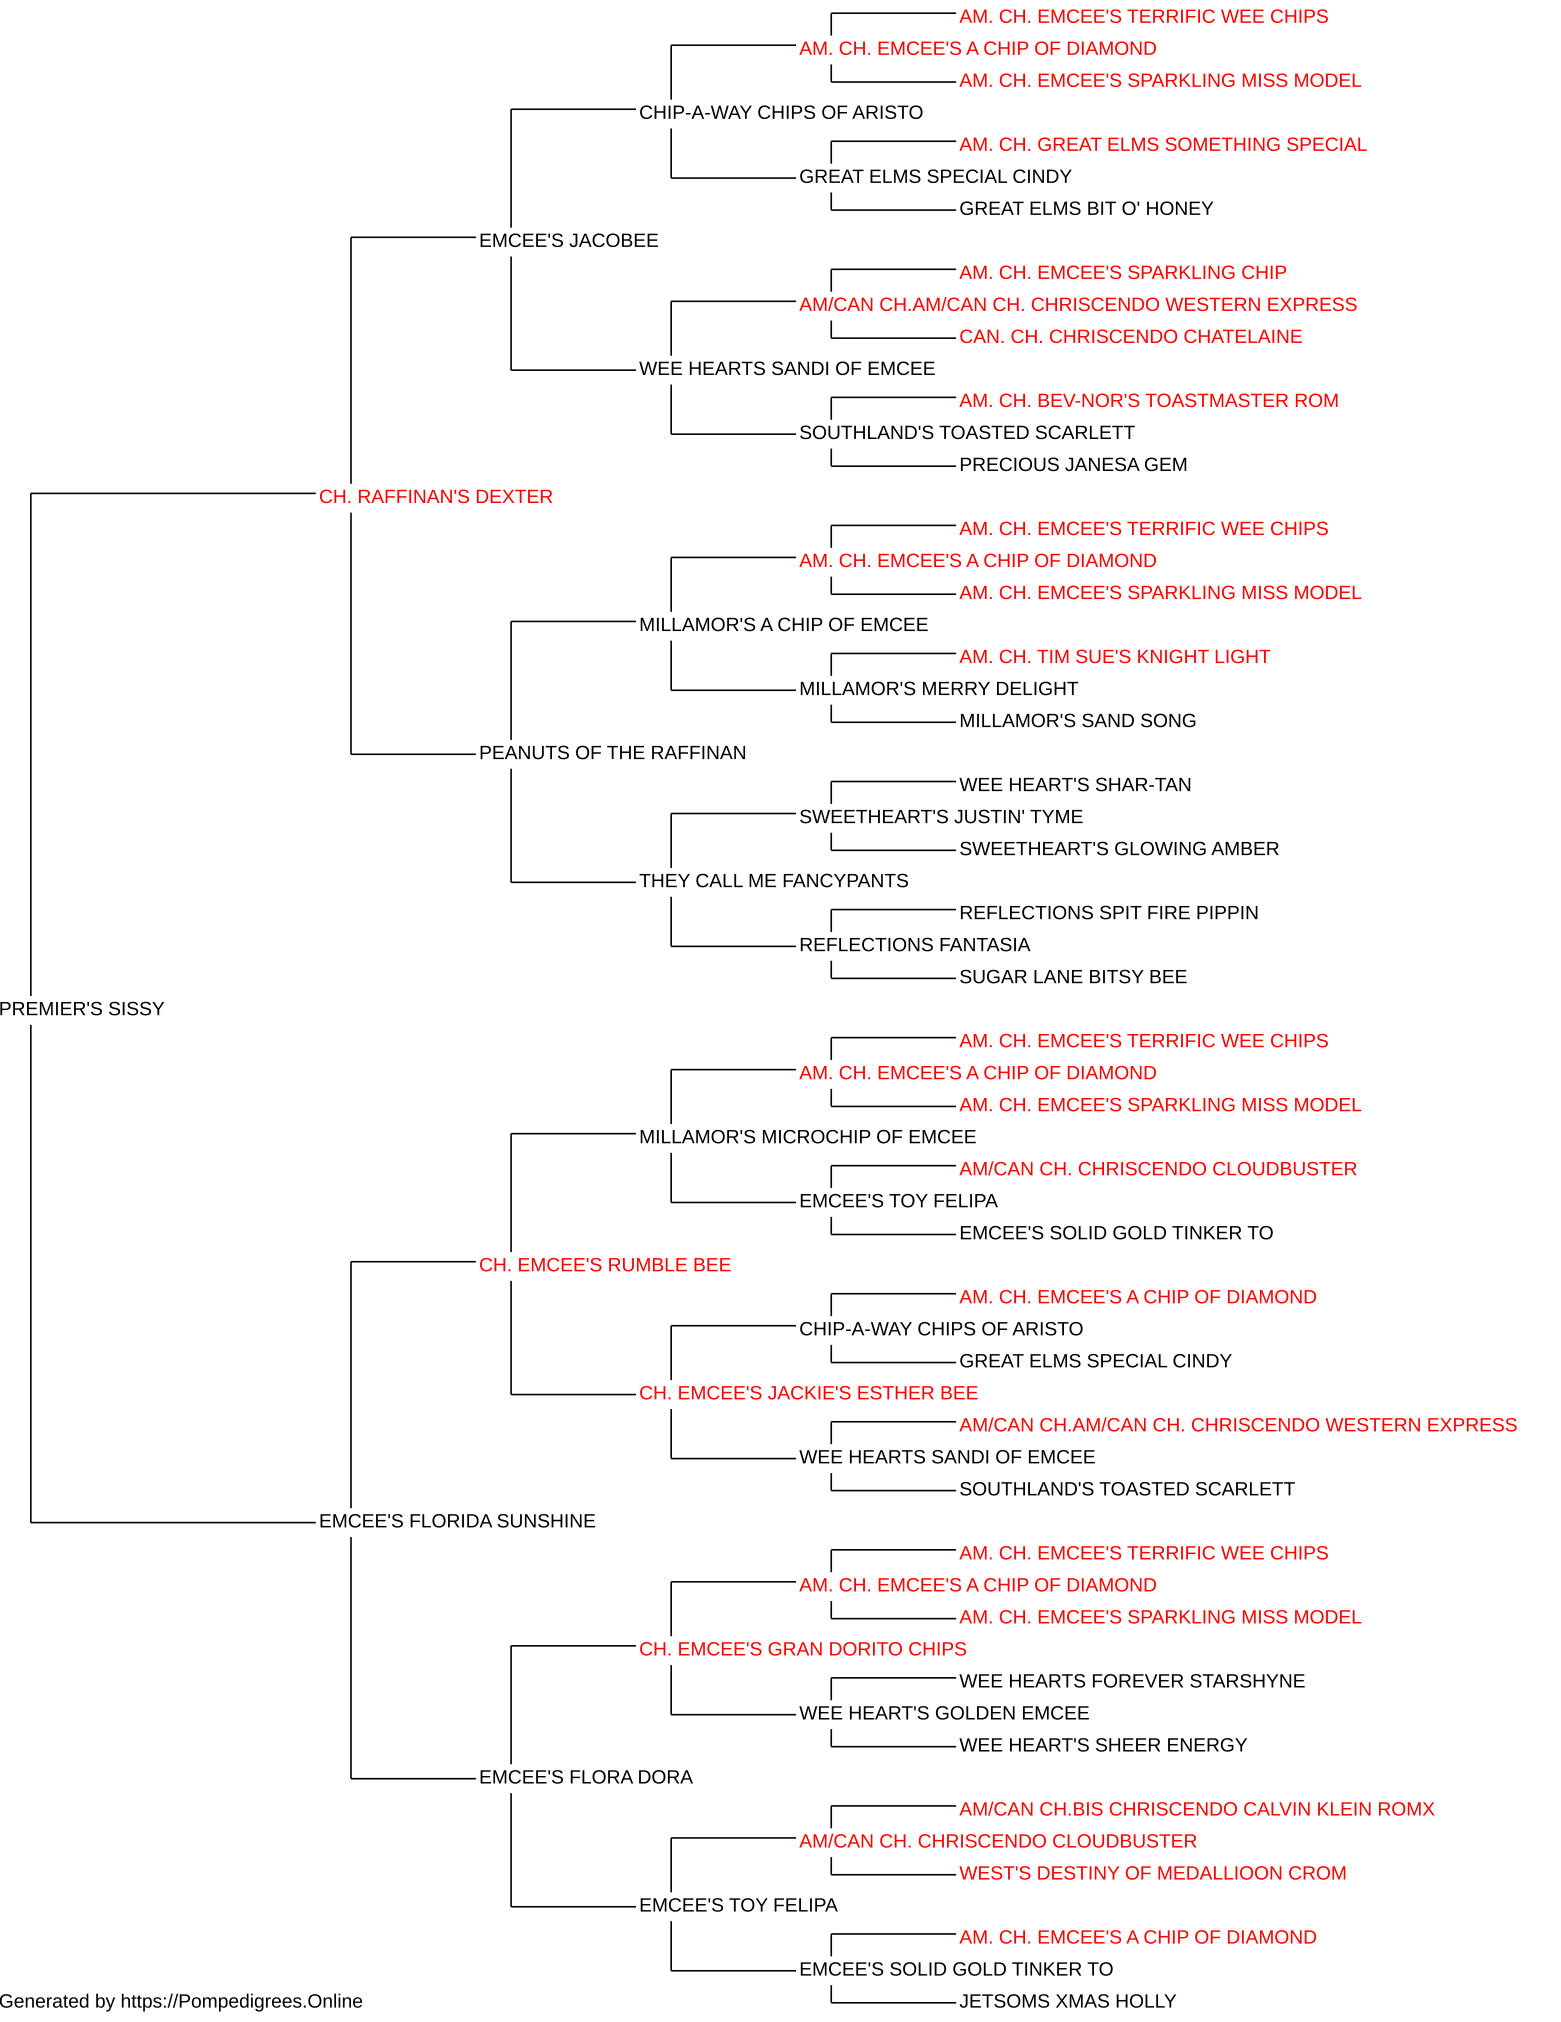 AM. CH. EMCEE'S TERRIFIC WEE CHIPS
AM. CH. EMCEE'S A CHIP OF DIAMOND
AM. CH. EMCEE'S SPARKLING MISS MODEL
CHIP-A-WAY CHIPS OF ARISTO
AM. CH. GREAT ELMS SOMETHING SPECIAL
GREAT ELMS SPECIAL CINDY
GREAT ELMS BIT O' HONEY
EMCEE'S JACOBEE
AM. CH. EMCEE'S SPARKLING CHIP
AM/CAN CH.AM/CAN CH. CHRISCENDO WESTERN EXPRESS
CAN. CH. CHRISCENDO CHATELAINE
WEE HEARTS SANDI OF EMCEE
AM. CH. BEV-NOR'S TOASTMASTER ROM
SOUTHLAND'S TOASTED SCARLETT
PRECIOUS JANESA GEM
CH. RAFFINAN'S DEXTER
AM. CH. EMCEE'S TERRIFIC WEE CHIPS
AM. CH. EMCEE'S A CHIP OF DIAMOND
AM. CH. EMCEE'S SPARKLING MISS MODEL
MILLAMOR'S A CHIP OF EMCEE
AM. CH. TIM SUE'S KNIGHT LIGHT
MILLAMOR'S MERRY DELIGHT
MILLAMOR'S SAND SONG
PEANUTS OF THE RAFFINAN
WEE HEART'S SHAR-TAN
SWEETHEART'S JUSTIN' TYME
SWEETHEART'S GLOWING AMBER
THEY CALL ME FANCYPANTS
REFLECTIONS SPIT FIRE PIPPIN
REFLECTIONS FANTASIA
SUGAR LANE BITSY BEE
PREMIER'S SISSY
AM. CH. EMCEE'S TERRIFIC WEE CHIPS
AM. CH. EMCEE'S A CHIP OF DIAMOND
AM. CH. EMCEE'S SPARKLING MISS MODEL
MILLAMOR'S MICROCHIP OF EMCEE
AM/CAN CH. CHRISCENDO CLOUDBUSTER
EMCEE'S TOY FELIPA
EMCEE'S SOLID GOLD TINKER TO
CH. EMCEE'S RUMBLE BEE
AM. CH. EMCEE'S A CHIP OF DIAMOND
CHIP-A-WAY CHIPS OF ARISTO
GREAT ELMS SPECIAL CINDY
CH. EMCEE'S JACKIE'S ESTHER BEE
AM/CAN CH.AM/CAN CH. CHRISCENDO WESTERN EXPRESS
WEE HEARTS SANDI OF EMCEE
SOUTHLAND'S TOASTED SCARLETT
EMCEE'S FLORIDA SUNSHINE
AM. CH. EMCEE'S TERRIFIC WEE CHIPS
AM. CH. EMCEE'S A CHIP OF DIAMOND
AM. CH. EMCEE'S SPARKLING MISS MODEL
CH. EMCEE'S GRAN DORITO CHIPS
WEE HEARTS FOREVER STARSHYNE
WEE HEART'S GOLDEN EMCEE
WEE HEART'S SHEER ENERGY
EMCEE'S FLORA DORA
AM/CAN CH.BIS CHRISCENDO CALVIN KLEIN ROMX
AM/CAN CH. CHRISCENDO CLOUDBUSTER
WEST'S DESTINY OF MEDALLIOON CROM
EMCEE'S TOY FELIPA
AM. CH. EMCEE'S A CHIP OF DIAMOND
EMCEE'S SOLID GOLD TINKER TO
JETSOMS XMAS HOLLY
Generated by https://Pompedigrees.Online